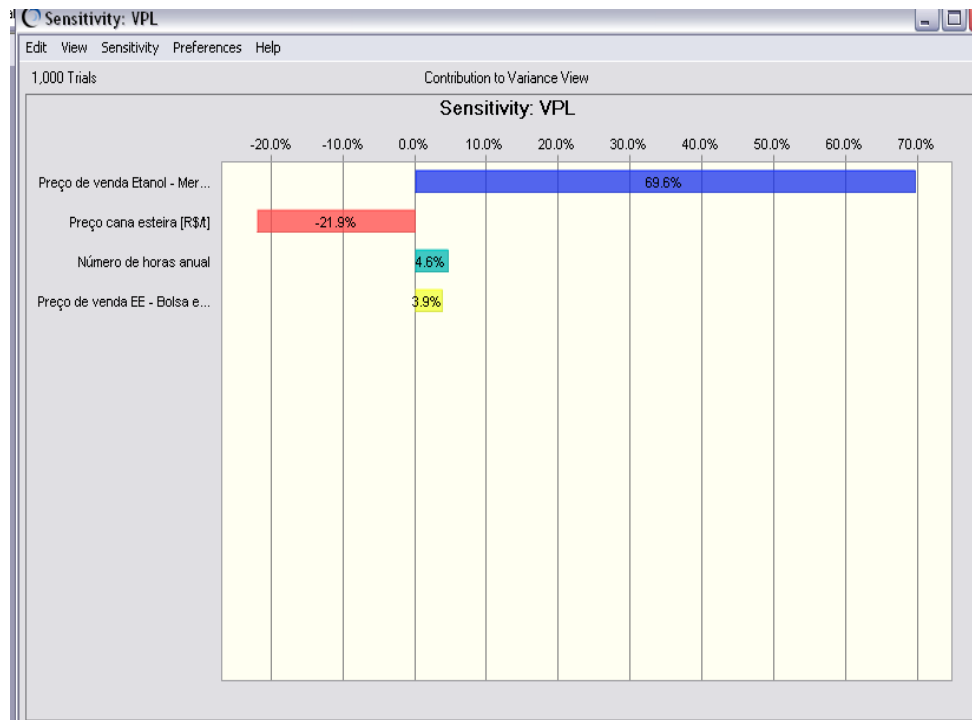 Sensitivity: VPL
Edit View Sensitivity Preferences Help
1,000 Trials Contribution to Variance View
Sensitivity: VPL
-20.0% -10.0% 0.0% 10.0% 20.0% 30.0% 40.0% 50.0% 60.0% 70.0%
Preço de venda Etanol - Mer... 69.6%
Preço cana esteira [R$/t] -21.9%
Número de horas anual 4.6%
Preço de venda EE - Bolsa e... 3.9%